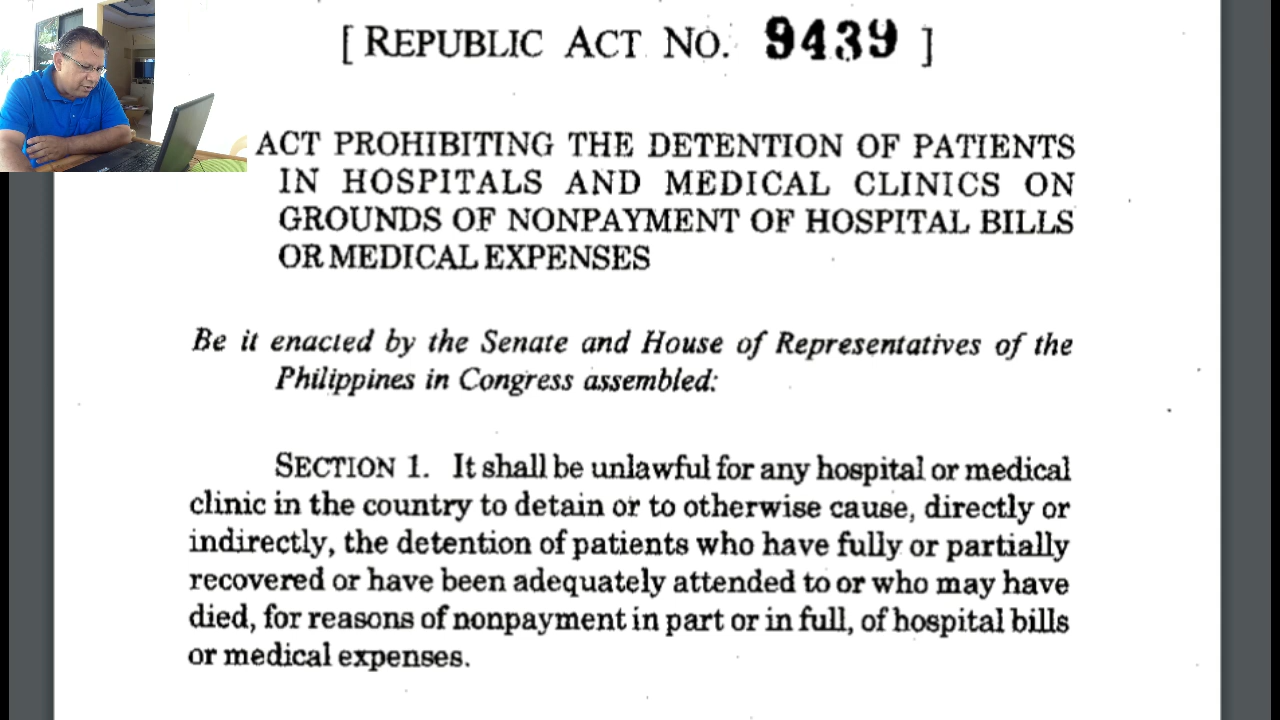 [ REPUBLIC ACT NO. 9439 ]
ACT PROHIBITING THE DETENTION OF PATIENTS
IN HOSPITALS AND MEDICAL CLINICS ON
GROUNDS OF NONPAYMENT OF HOSPITAL BILLS
OR MEDICAL EXPENSES
Be it enacted by the Senate and House of Representatives of the
Philippines in Congress assembled:
SECTION 1. It shall be unlawful for any hospital or medical
clinic in the country to detain or to otherwise cause, directly or
indirectly, the detention of patients who have fully or partially
recovered or have been adequately attended to or who may have
died, for reasons of nonpayment in part or in full, of hospital bills
or medical expenses.